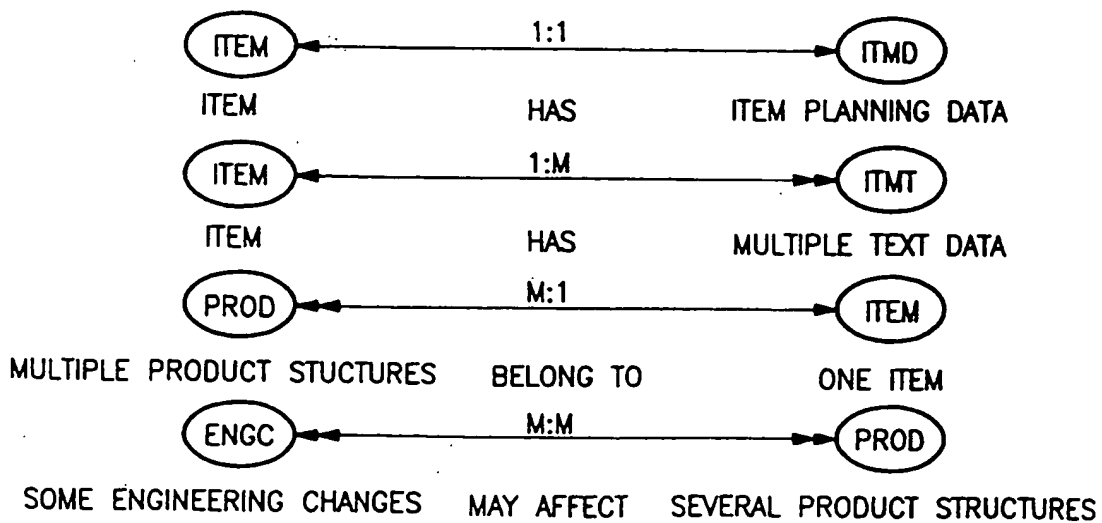 ITEM 1:1 ITMD
ITEM HAS ITEM PLANNING DATA
ITEM 1:M ITMT
ITEM HAS MULTIPLE TEXT DATA
PROD M:1 ITEM
MULTIPLE PRODUCT STUCTURES BELONG TO ONE ITEM
ENGC M:M PROD
SOME ENGINEERING CHANGES MAY AFFECT SEVERAL PRODUCT STRUCTURES